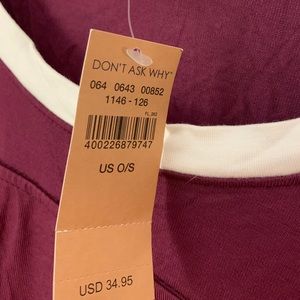 DON'T ASK WHY®
064 0643 00852
1146 - 126
400226879747
US O/S
USD 34.95